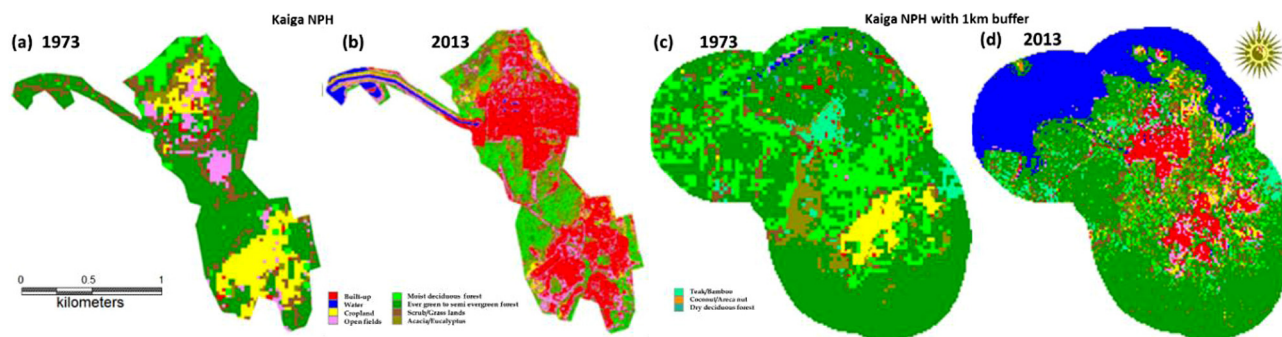 Kaiga NPH
Kaiga NPH with 1km buffer
(a) 1973
(b) 2013
(c) 1973
(d) 2013
0 0.5 1
kilometers
Built-up
Water
Cropland
Open fields
Moist deciduous forest
Ever green to semi evergreen forest
Scrub/Grass lands
Acacia/Eucalyptus
Teak/Bamboo
Coconut/Areca nut
Dry deciduous forest